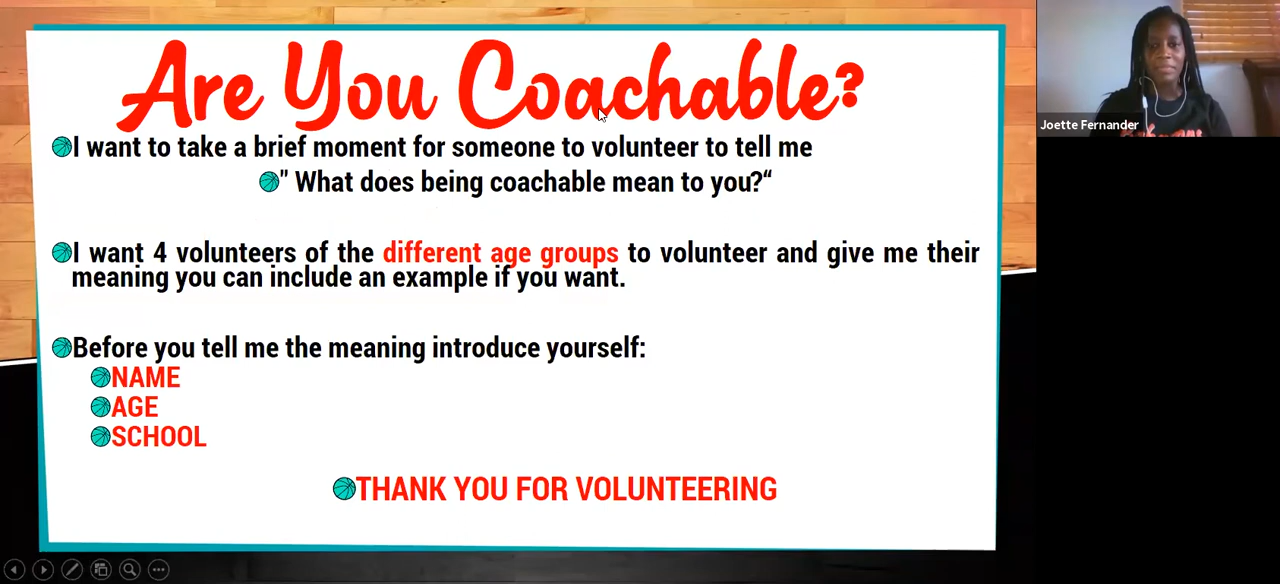 Are You Coachable?
I want to take a brief moment for someone to volunteer to tell me
" What does being coachable mean to you?“
I want 4 volunteers of the different age groups to volunteer and give me their
meaning you can include an example if you want.
Before you tell me the meaning introduce yourself:
NAME
AGE
SCHOOL
THANK YOU FOR VOLUNTEERING
Joette Fernander